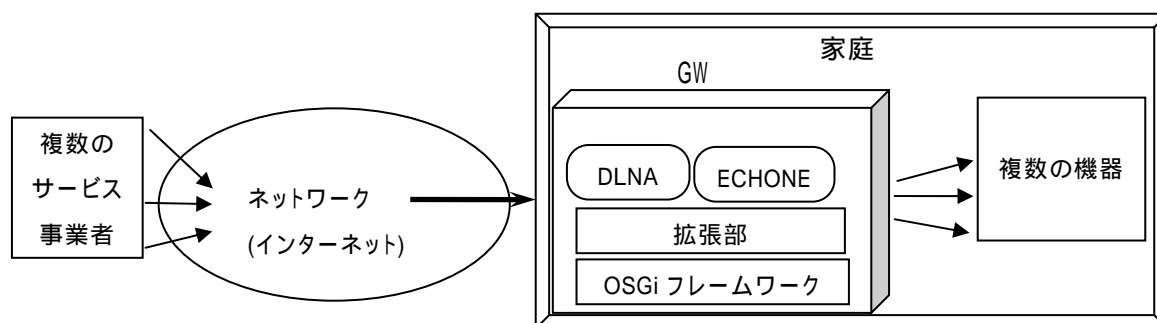 複数の
サービス
事業者
ネットワーク
(インターネット)
家庭
GW
DLNA
ECHONE
拡張部
OSGi フレームワーク
複数の機器